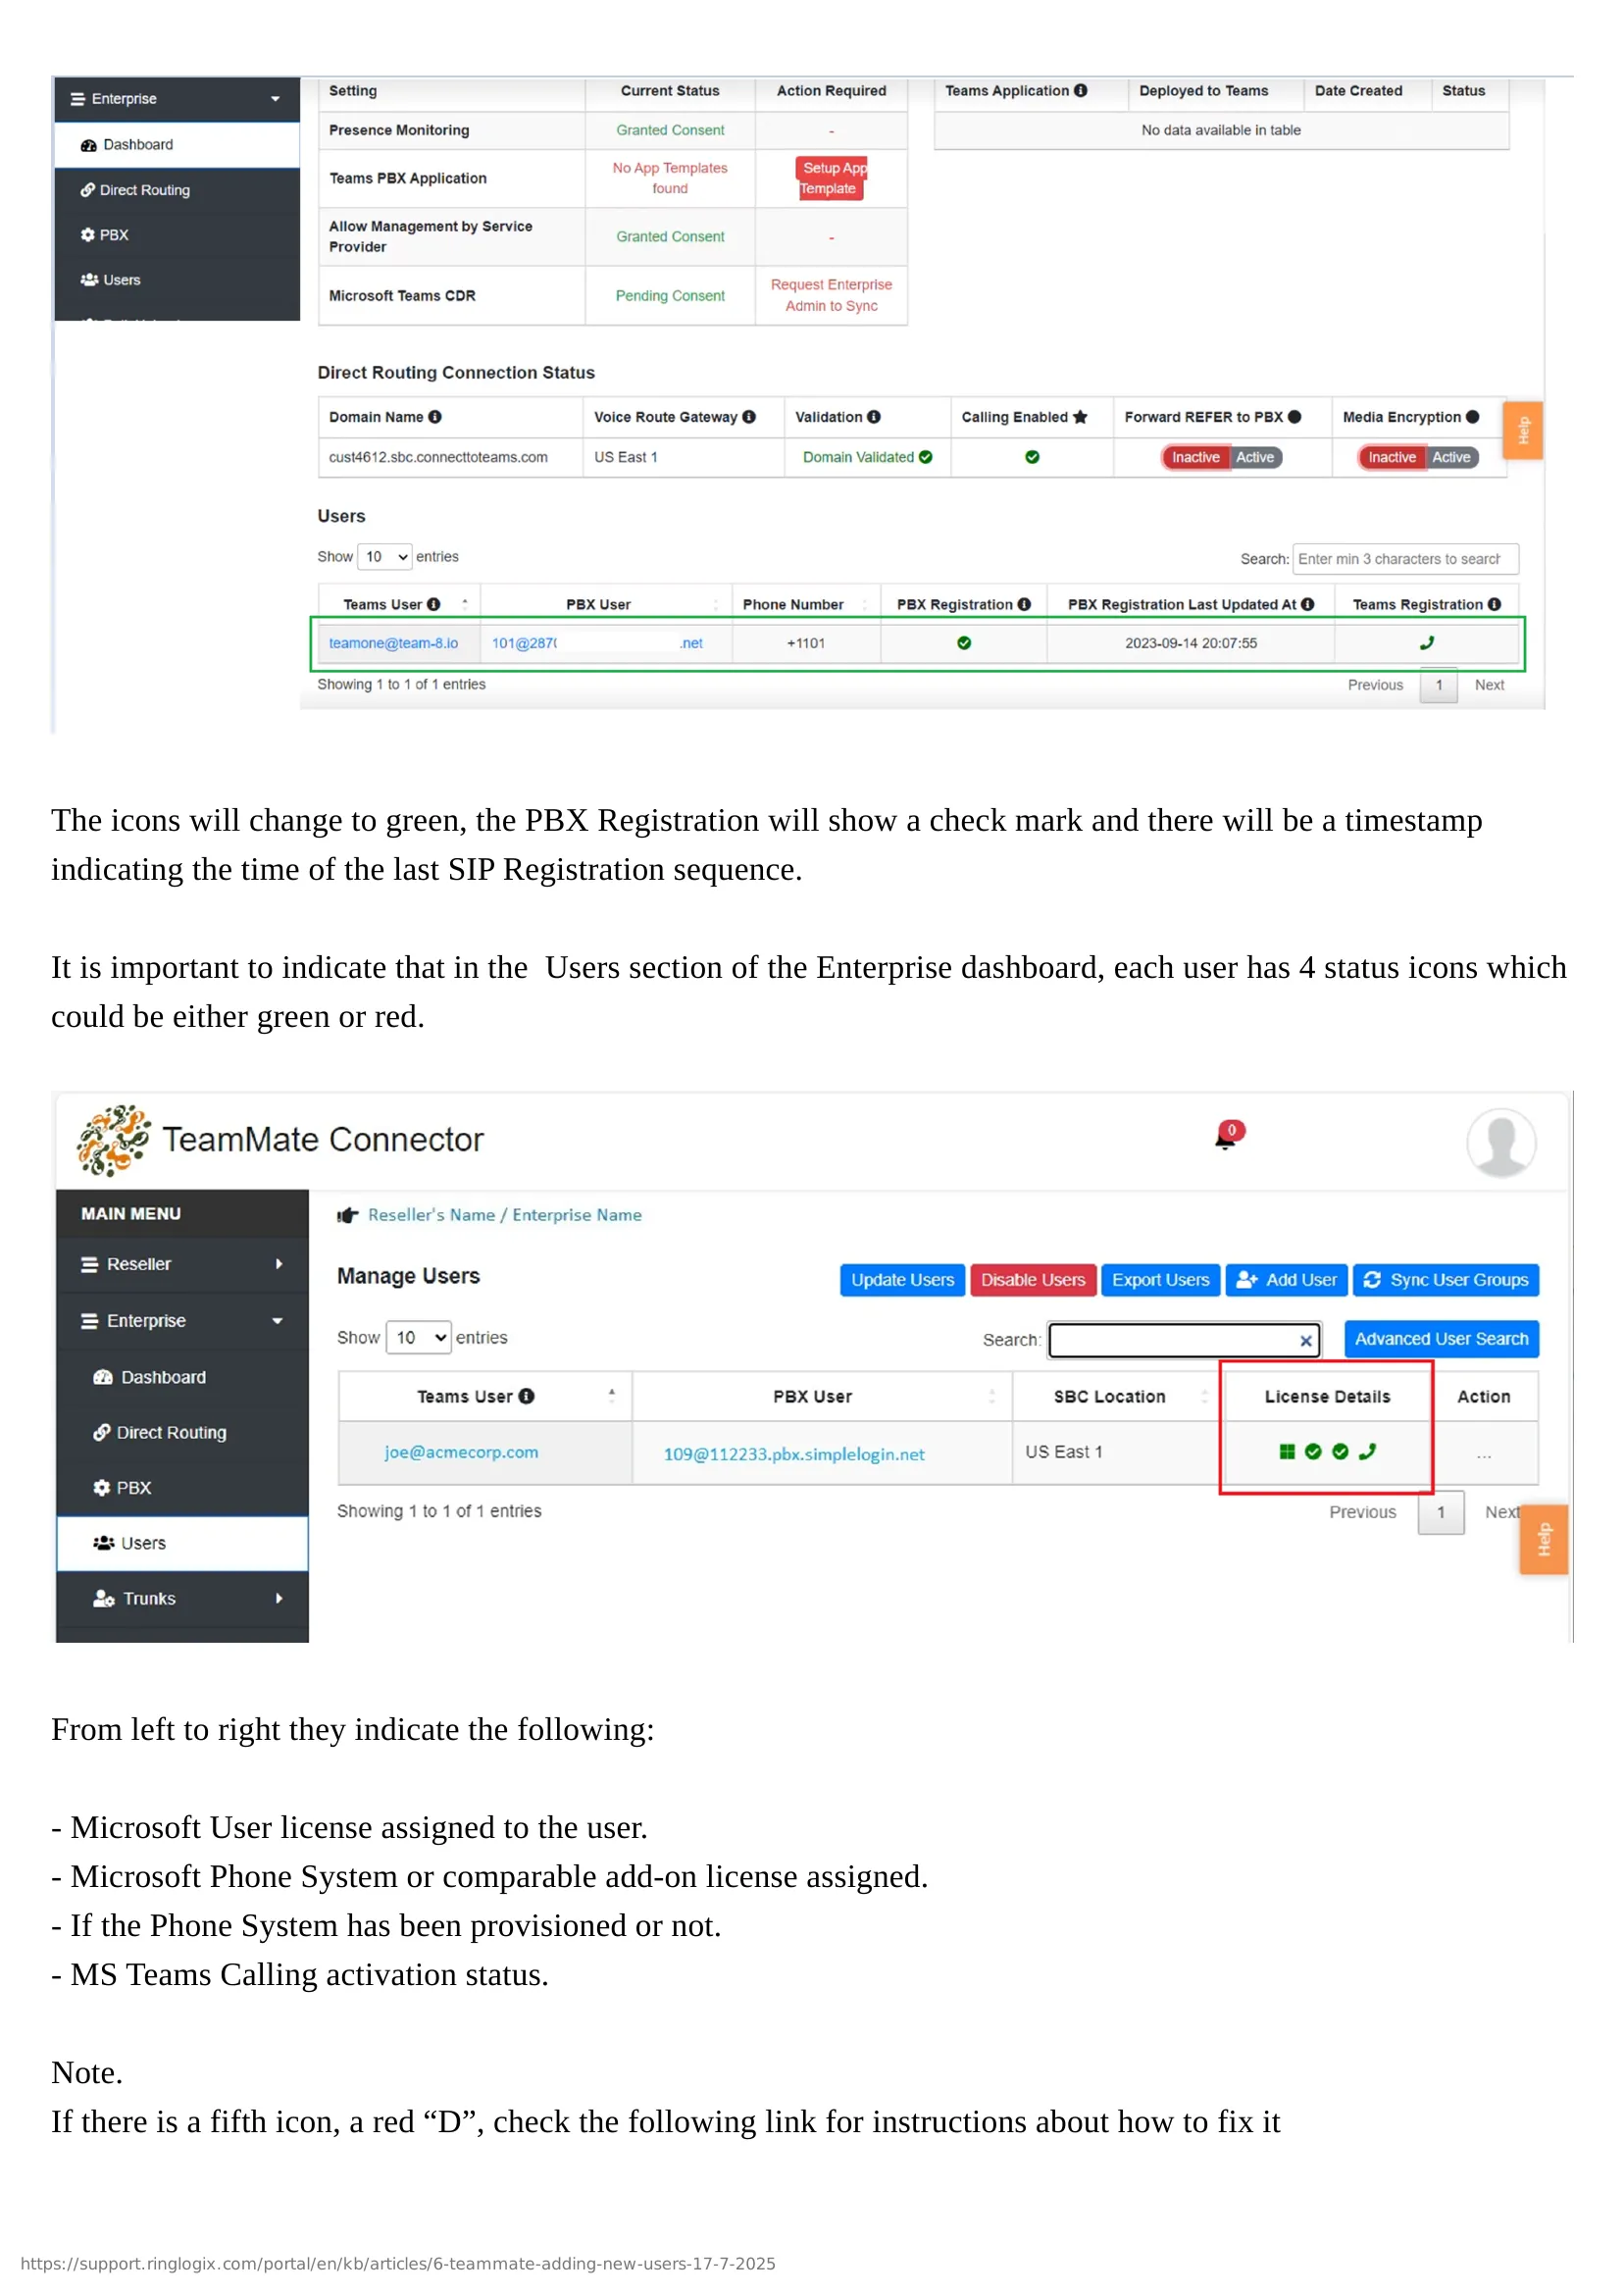 Enterprise
Dashboard
Direct Routing
PBX
Users
Setting Current Status Action Required
Presence Monitoring Granted Consent -
Teams PBX Application No App Templates found Setup App Template
Allow Management by Service Provider Granted Consent -
Microsoft Teams CDR Pending Consent Request Enterprise Admin to Sync
Teams Application Deployed to Teams Date Created Status
No data available in table
Direct Routing Connection Status
Domain Name Voice Route Gateway Validation Calling Enabled Forward REFER to PBX Media Encryption
cust4612.sbc.connecttoteams.com US East 1 Domain Validated Inactive Active Inactive Active
Help
Users
Show 10 entries Search: Enter min 3 characters to search
Teams User PBX User Phone Number PBX Registration PBX Registration Last Updated At Teams Registration
teamone@team-8.io 101@287 .net +1101 2023-09-14 20:07:55
Showing 1 to 1 of 1 entries Previous 1 Next
The icons will change to green, the PBX Registration will show a check mark and there will be a timestamp
indicating the time of the last SIP Registration sequence.
It is important to indicate that in the  Users section of the Enterprise dashboard, each user has 4 status icons which
could be either green or red.
TeamMate Connector
0
MAIN MENU
Reseller
Enterprise
Dashboard
Direct Routing
PBX
Users
Trunks
Reseller's Name / Enterprise Name
Manage Users Update Users Disable Users Export Users Add User Sync User Groups
Show 10 entries Search: Advanced User Search
Teams User PBX User SBC Location License Details Action
joe@acmecorp.com 109@112233.pbx.simplelogin.net US East 1 ...
Showing 1 to 1 of 1 entries Previous 1 Next
Help
From left to right they indicate the following:
- Microsoft User license assigned to the user.
- Microsoft Phone System or comparable add-on license assigned.
- If the Phone System has been provisioned or not.
- MS Teams Calling activation status.
Note.
If there is a fifth icon, a red “D”, check the following link for instructions about how to fix it
https://support.ringlogix.com/portal/en/kb/articles/6-teammate-adding-new-users-17-7-2025